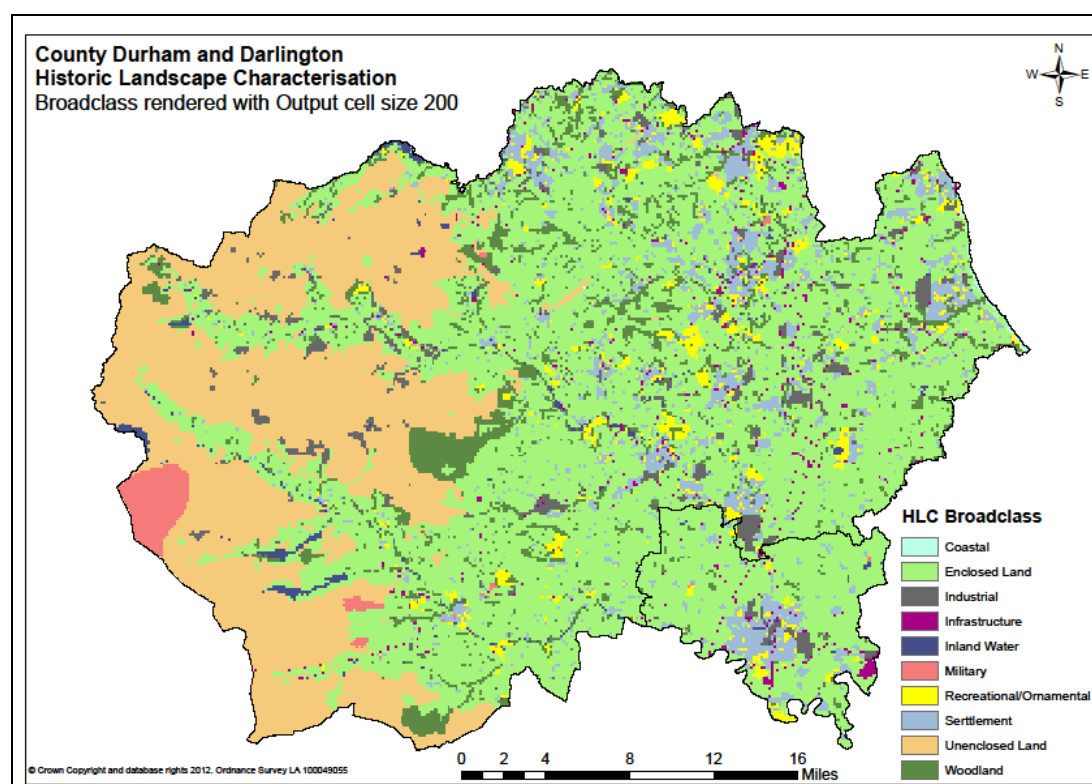 County Durham and Darlington
Historic Landscape Characterisation
Broadclass rendered with Output cell size 200
N
W E
S
HLC Broadclass
Coastal
Enclosed Land
Industrial
Infrastructure
Inland Water
Military
Recreational/Ornamental
Serttlement
Unenclosed Land
Woodland
0 2 4 8 12 16
Miles
© Crown Copyright and database rights 2012. Ordnance Survey LA 100049055